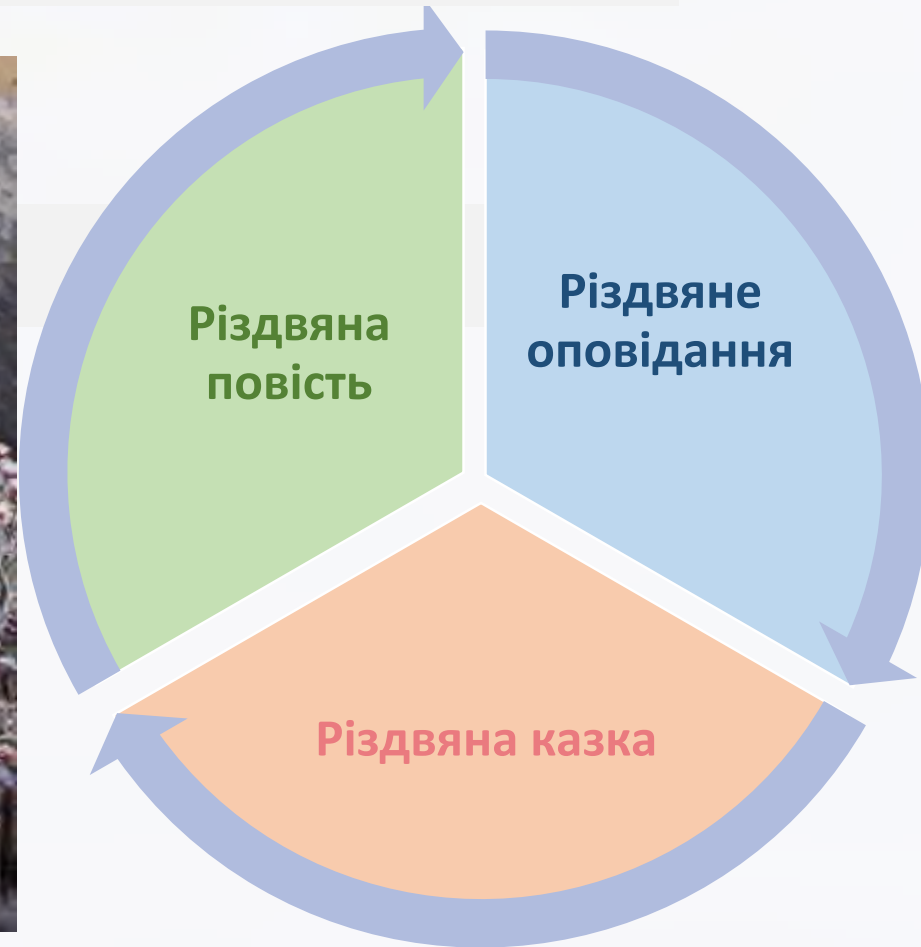 Різдвяна
повість
Різдвяне
оповідання
Різдвяна казка